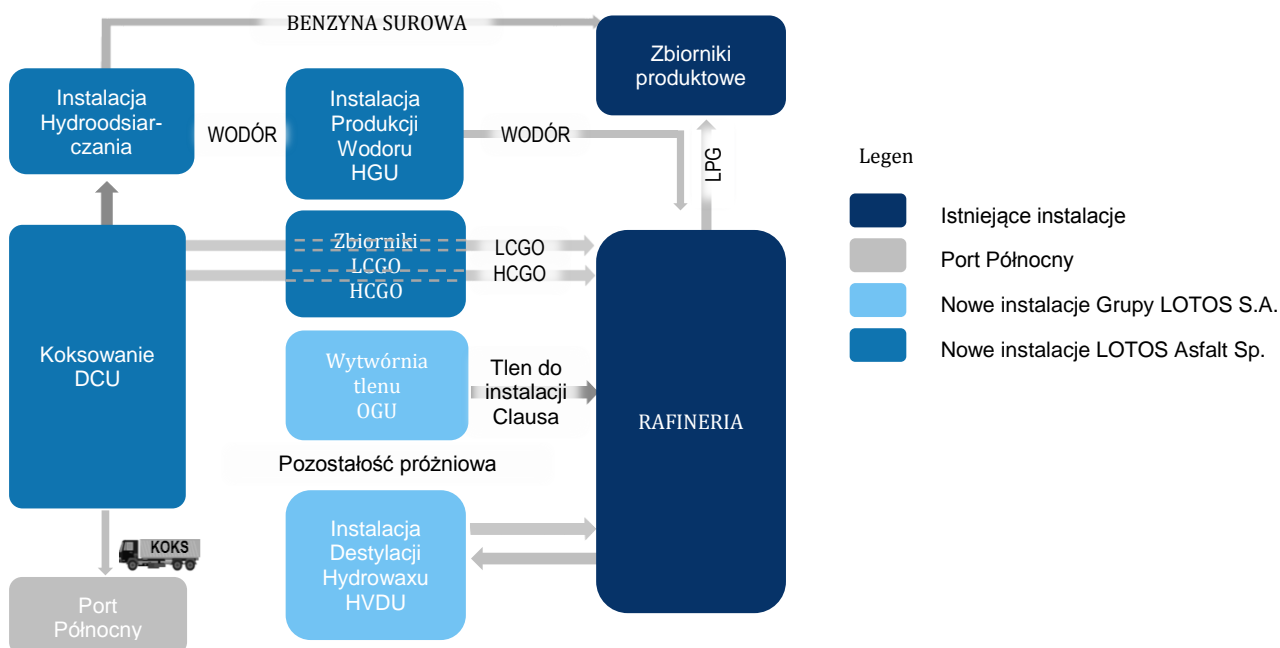 BENZYNA SUROWA
Zbiorniki
produktowe
Instalacja
Hydroodsiar-
czania
WODÓR
Instalacja
Produkcji
Wodoru
HGU
WODÓR
LPG
Zbiorniki
LCGO
HCGO
LCGO
HCGO
Koksowanie
DCU
Wytwórnia
tlenu
OGU
Tlen do
instalacji
Clausa
RAFINERIA
Pozostałość próżniowa
Instalacja
Destylacji
Hydrowaxu
HVDU
KOKS
Port
Północny
Legen
Istniejące instalacje
Port Północny
Nowe instalacje Grupy LOTOS S.A.
Nowe instalacje LOTOS Asfalt Sp.